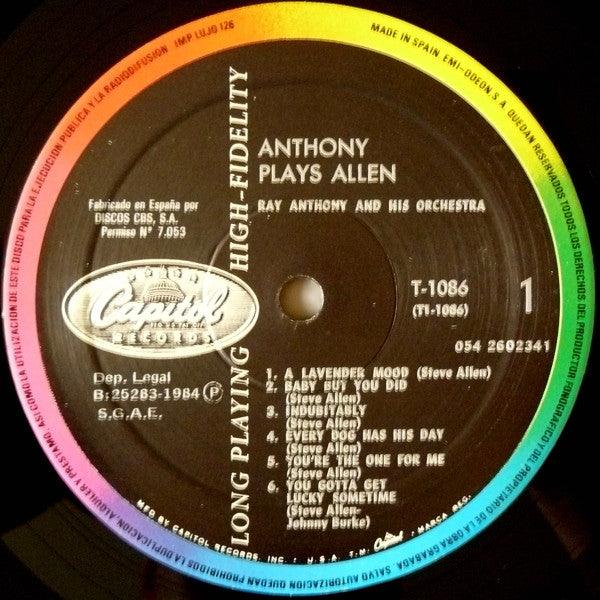 MADE IN SPAIN. EMI-ODEON S.A. QUEDAN RESERVADOS TODOS LOS DERECHOS DEL PRODUCTOR FONOGRAFICO Y DEL PROPIETARIO DE LA OBRA GRABADA. SALVO AUTORIZACION QUEDAN PROHIBIDOS LA DUPLICACION, ALQUILER Y PRESTAMO, ASI COMO LA UTILIZACION DE ESTE DISCO PARA LA EJECUCION PUBLICA Y LA RADIODIFUSION. IMP LUJO 126
LONG PLAYING HIGH-FIDELITY
ANTHONY
PLAYS ALLEN
RAY ANTHONY AND HIS ORCHESTRA
Fabricado en España por
DISCOS CBS, S.A.
Permiso Nº 7.053
T-1086
(T1-1086)
1
Capitol
RECORDS
054 2602341
Dep. Legal
B:25283-1984 Ⓟ
S.G.A.E.
1. A LAVENDER MOOD (Steve Allen)
2. BABY BUT YOU DID
(Steve Allen)
3. INDUBITABLY
(Steve Allen)
4. EVERY DOG HAS HIS DAY
(Steve Allen)
5. YOU'RE THE ONE FOR ME
(Steve Allen)
6. YOU GOTTA GET
LUCKY SOMETIME
(Steve Allen-
Johnny Burke)
MFD BY CAPITOL RECORDS, INC. • U.S.A. T.M. Capitol MARCA REG.